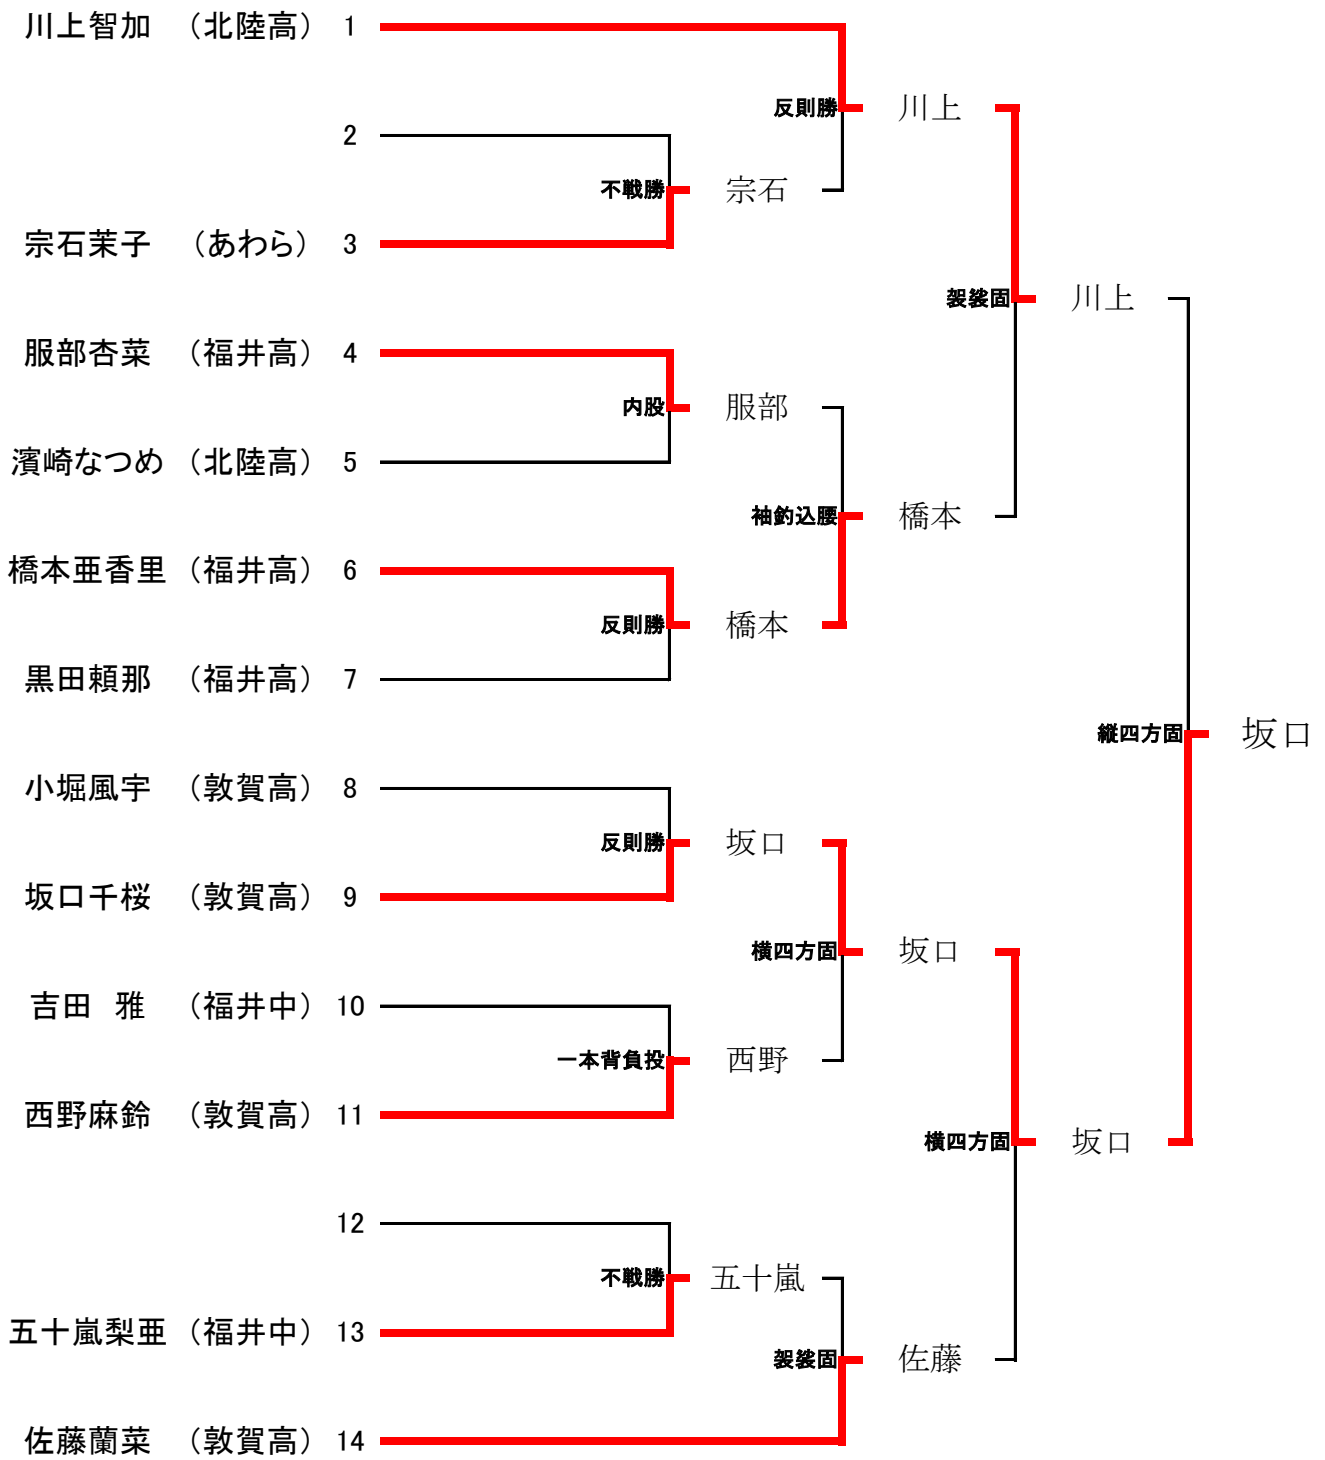 川上智加 （北陸高） 1
反則勝 川上
2
不戦勝 宗石
宗石茉子 （あわら） 3
袈裟固 川上
服部杏菜 （福井高） 4
内股 服部
濱崎なつめ （北陸高） 5
袖釣込腰 橋本
橋本亜香里 （福井高） 6
反則勝 橋本
黒田頼那 （福井高） 7
縦四方固 坂口
小堀風宇 （敦賀高） 8
反則勝 坂口
坂口千桜 （敦賀高） 9
横四方固 坂口
吉田 雅 （福井中） 10
一本背負投 西野
西野麻鈴 （敦賀高） 11
横四方固 坂口
12
不戦勝 五十嵐
五十嵐梨亜 （福井中） 13
袈裟固 佐藤
佐藤蘭菜 （敦賀高） 14